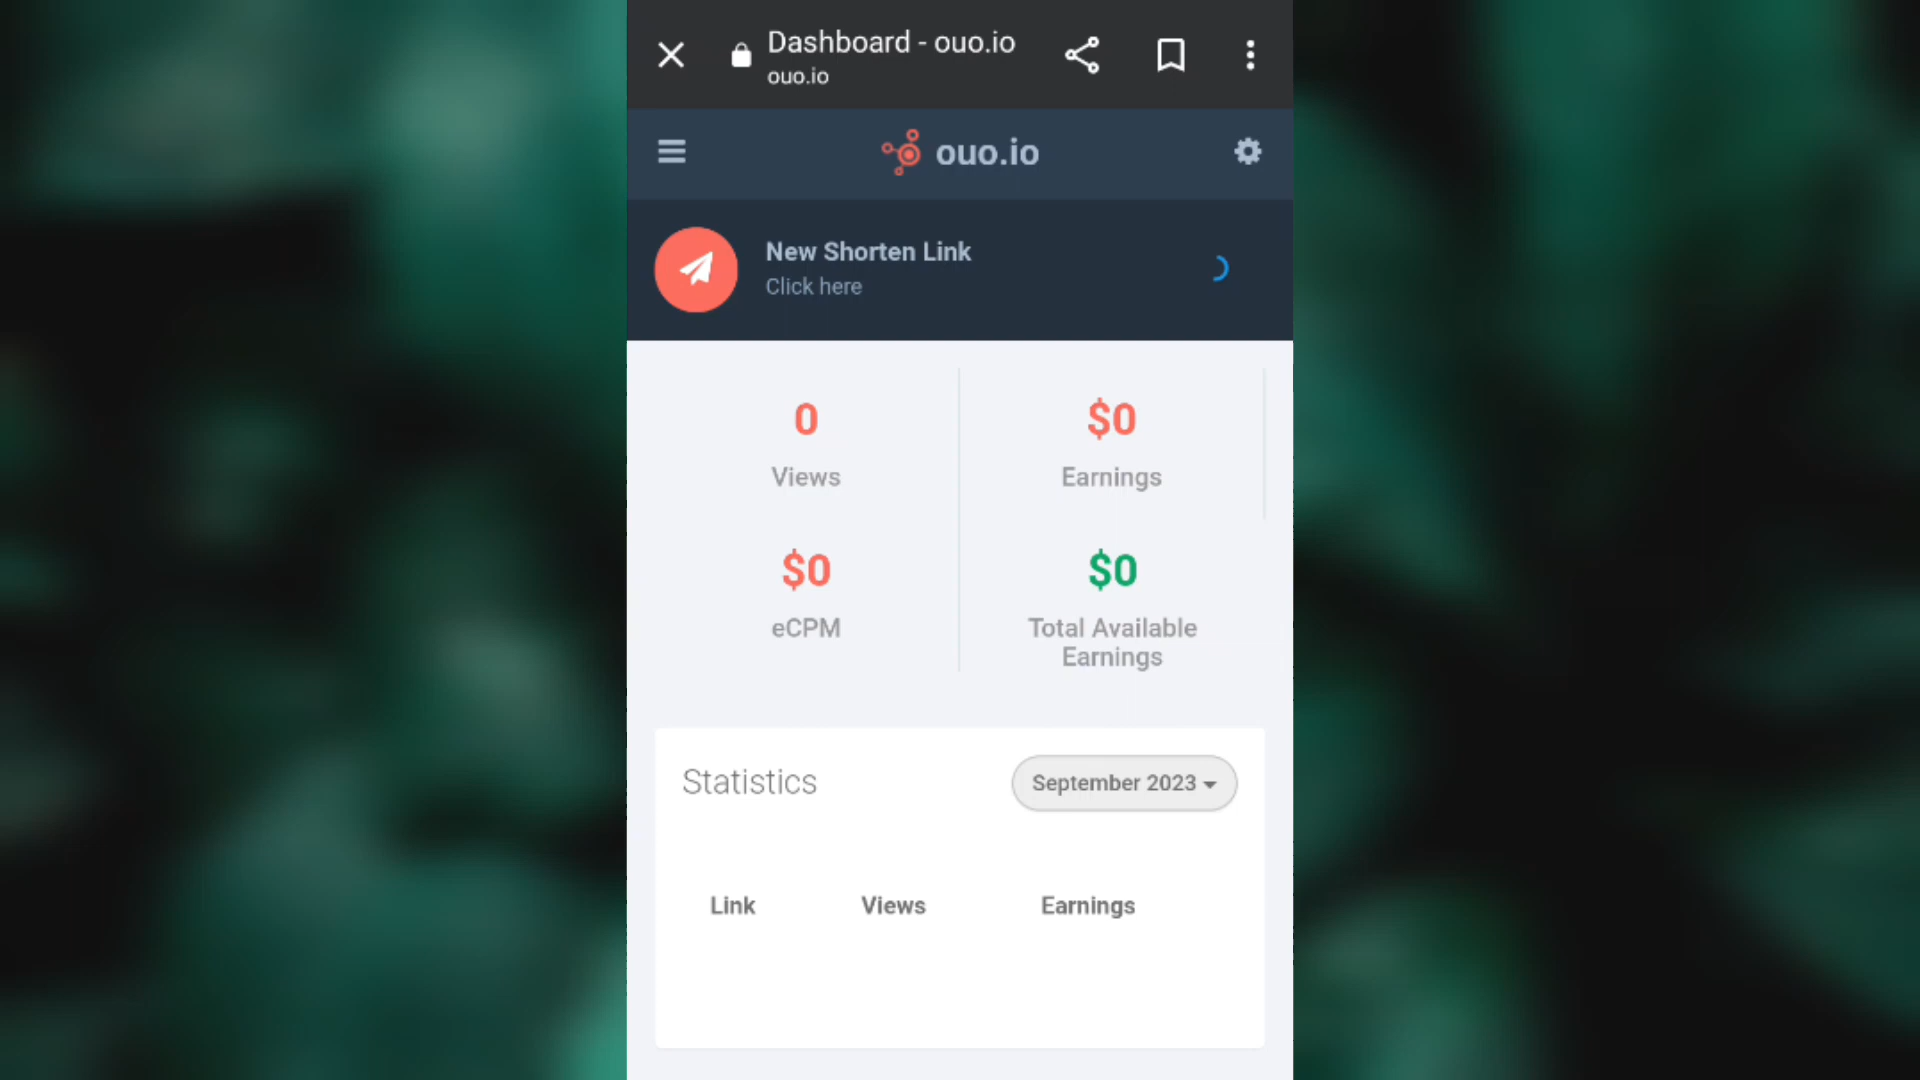 Dashboard - ouo.io
ouo.io
ouo.io
New Shorten Link
Click here
0
Views
$0
Earnings
$0
eCPM
$0
Total Available
Earnings
Statistics
September 2023
Link Views Earnings